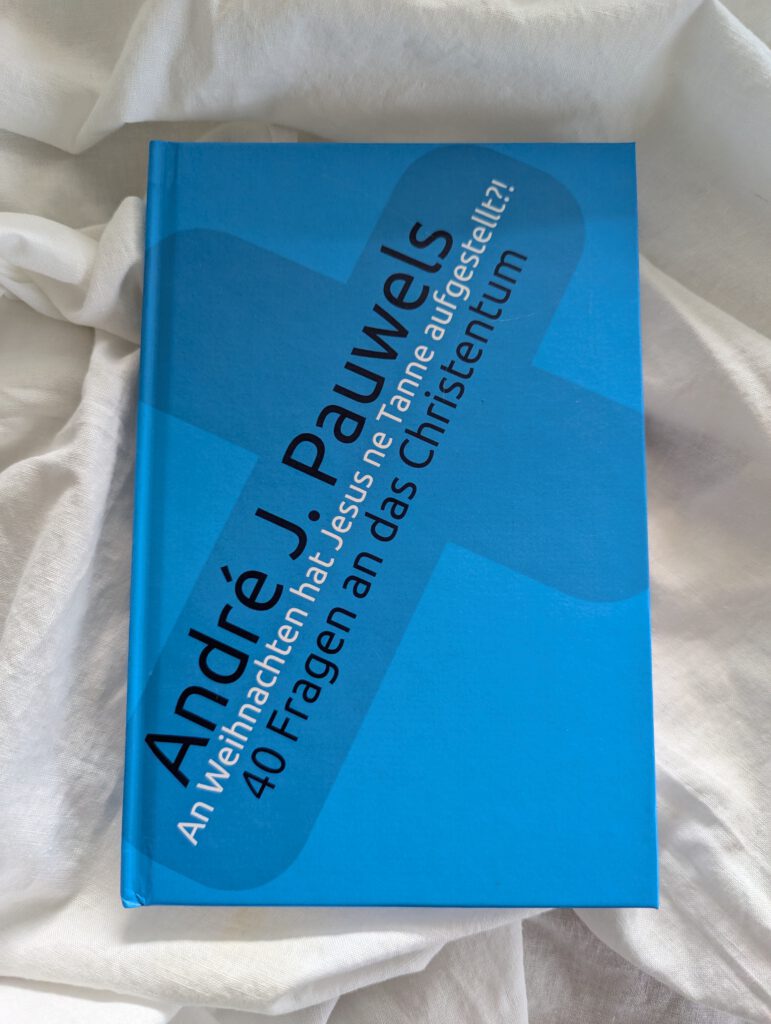 André J. Pauwels
An Weihnachten hat Jesus ne Tanne aufgestellt?!
40 Fragen an das Christentum